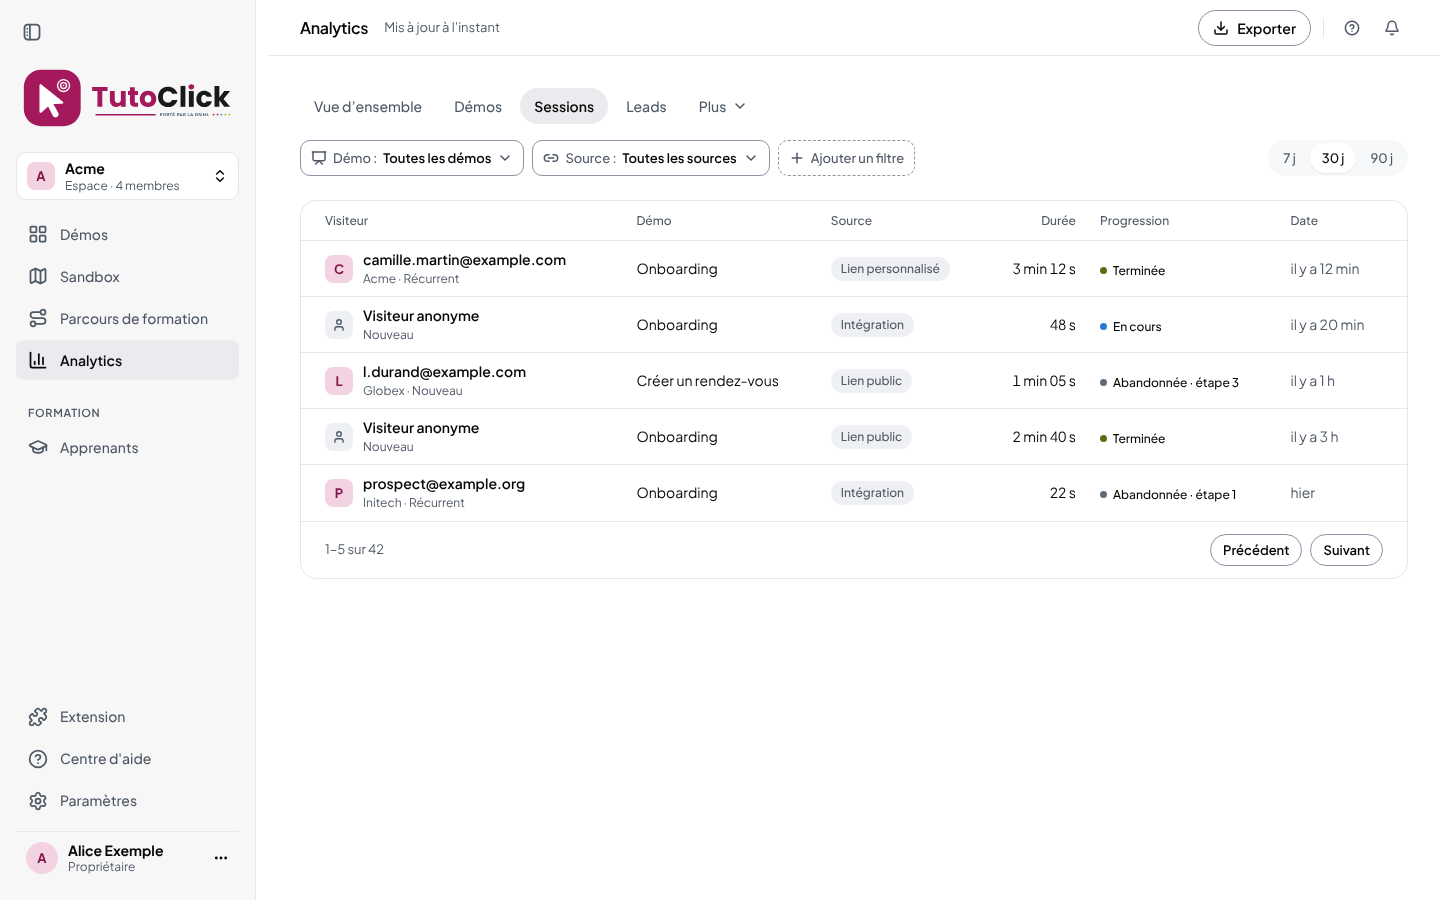 TutoClick
PORTÉ PAR LA DSIML
Acme
A
Espace · 4 membres
Démos
Sandbox
Parcours de formation
Analytics
FORMATION
Apprenants
Extension
Centre d'aide
Paramètres
A
Alice Exemple
Propriétaire
Analytics Mis à jour à l'instant
Exporter
Vue d'ensemble Démos Sessions Leads Plus
Démo : Toutes les démos Source : Toutes les sources Ajouter un filtre 7 j 30 j 90 j
Visiteur Démo Source Durée Progression Date
C camille.martin@example.com Onboarding Lien personnalisé 3 min 12 s Terminée il y a 12 min
Acme · Récurrent
Visiteur anonyme Onboarding Intégration 48 s En cours il y a 20 min
Nouveau
L l.durand@example.com Créer un rendez-vous Lien public 1 min 05 s Abandonnée · étape 3 il y a 1 h
Globex · Nouveau
Visiteur anonyme Onboarding Lien public 2 min 40 s Terminée il y a 3 h
Nouveau
P prospect@example.org Onboarding Intégration 22 s Abandonnée · étape 1 hier
Initech · Récurrent
1–5 sur 42 Précédent Suivant